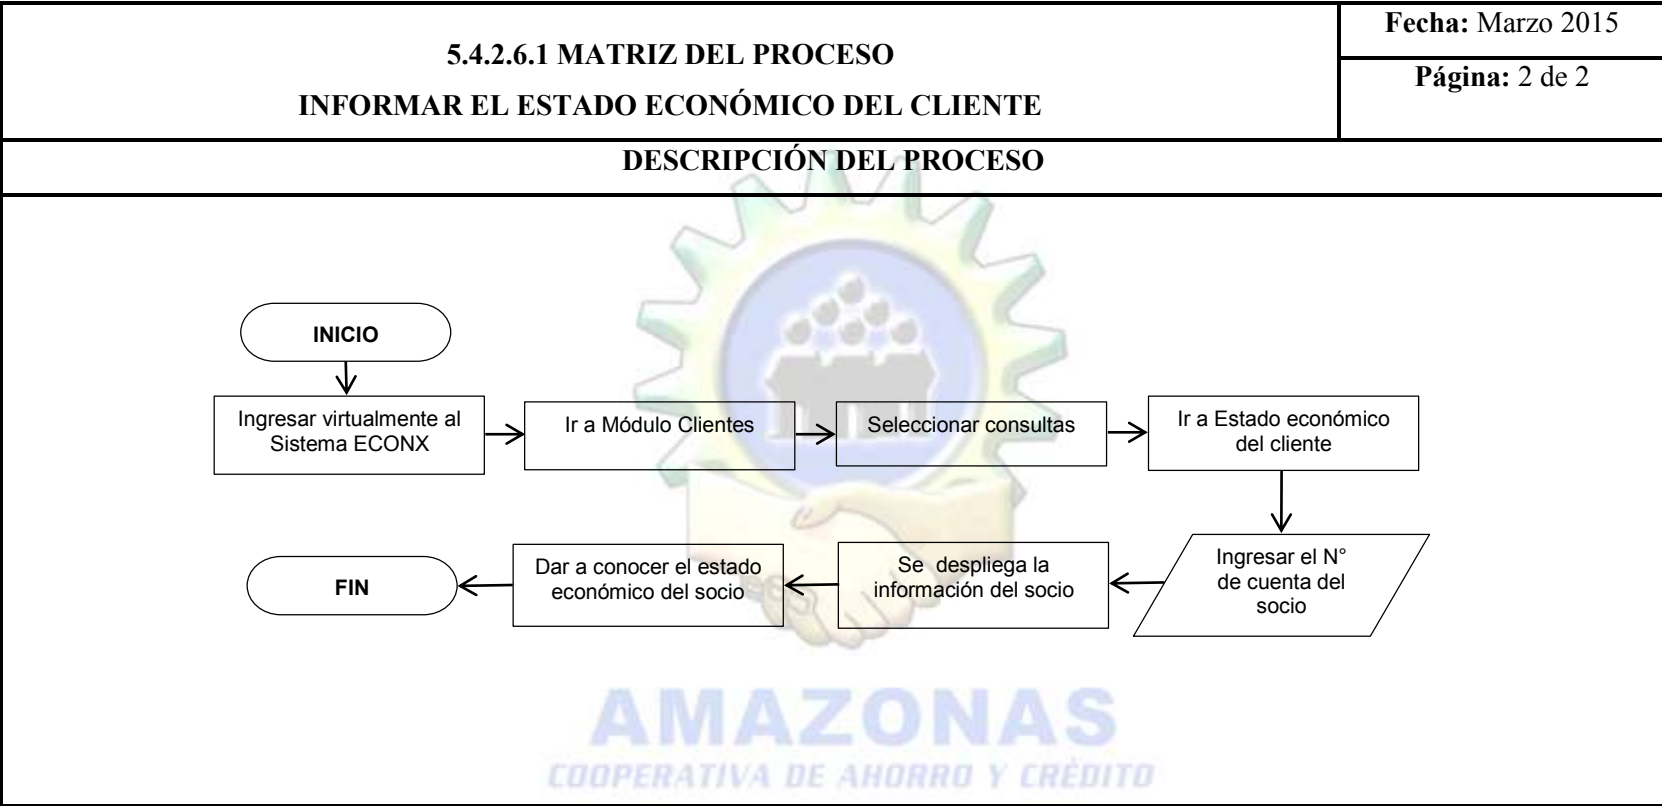 5.4.2.6.1 MATRIZ DEL PROCESO
INFORMAR EL ESTADO ECONÓMICO DEL CLIENTE
Fecha: Marzo 2015
Página: 2 de 2
DESCRIPCIÓN DEL PROCESO
INICIO
Ingresar virtualmente al
Sistema ECONX
Ir a Módulo Clientes
Seleccionar consultas
Ir a Estado económico
del cliente
Ingresar el N°
de cuenta del
socio
Se despliega la
información del socio
Dar a conocer el estado
económico del socio
FIN
AMAZONAS
COOPERATIVA DE AHORRO Y CRÉDITO